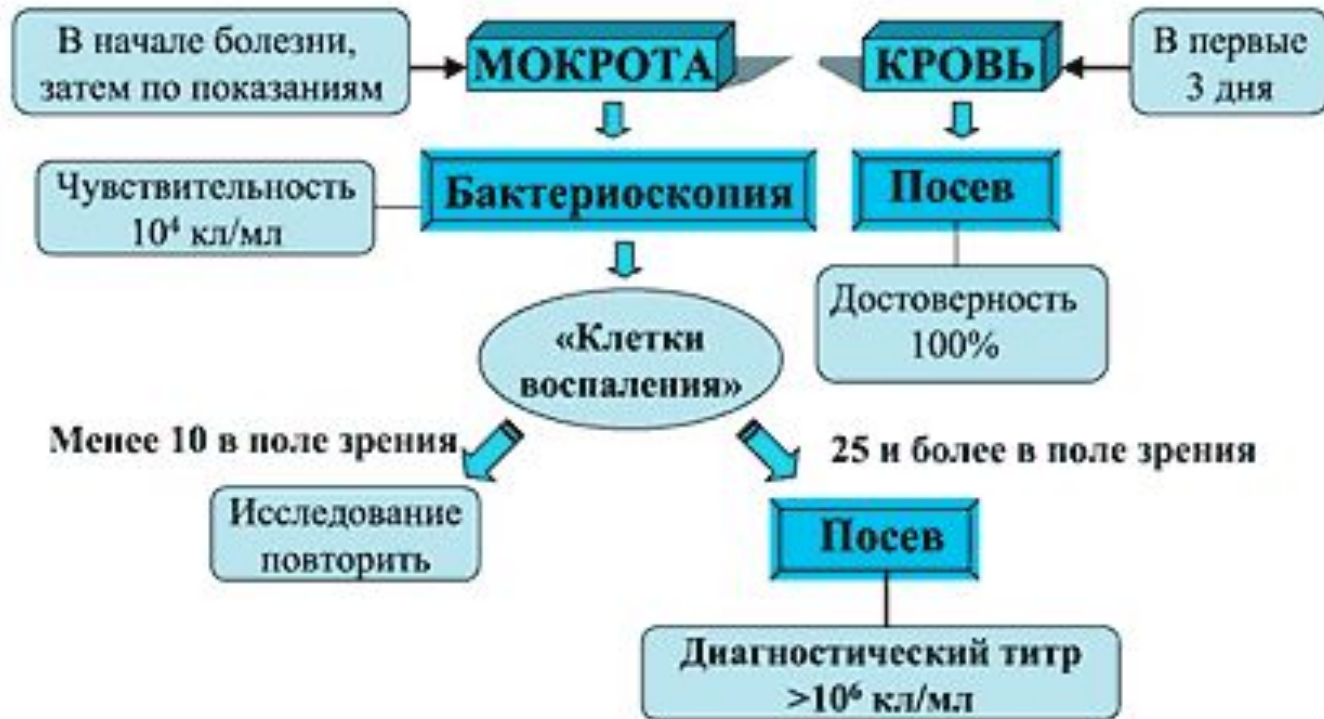 В начале болезни,
затем по показаниям
МОКРОТА
КРОВЬ
В первые
3 дня
Чувствительность
10⁴ кл/мл
Бактериоскопия
Посев
Достоверность
100%
«Клетки
воспаления»
Менее 10 в поле зрения
25 и более в поле зрения
Исследование
повторить
Посев
Диагностический титр
>10⁶ кл/мл